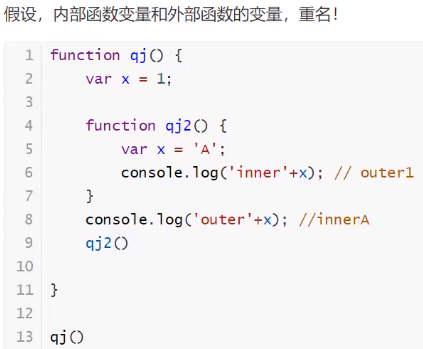 假设，内部函数变量和外部函数的变量，重名！
1 function qj() {
2     var x = 1;
3
4     function qj2() {
5         var x = 'A';
6         console.log('inner'+x); // outer1
7     }
8     console.log('outer'+x); //innerA
9     qj2()
10
11 }
12
13 qj()